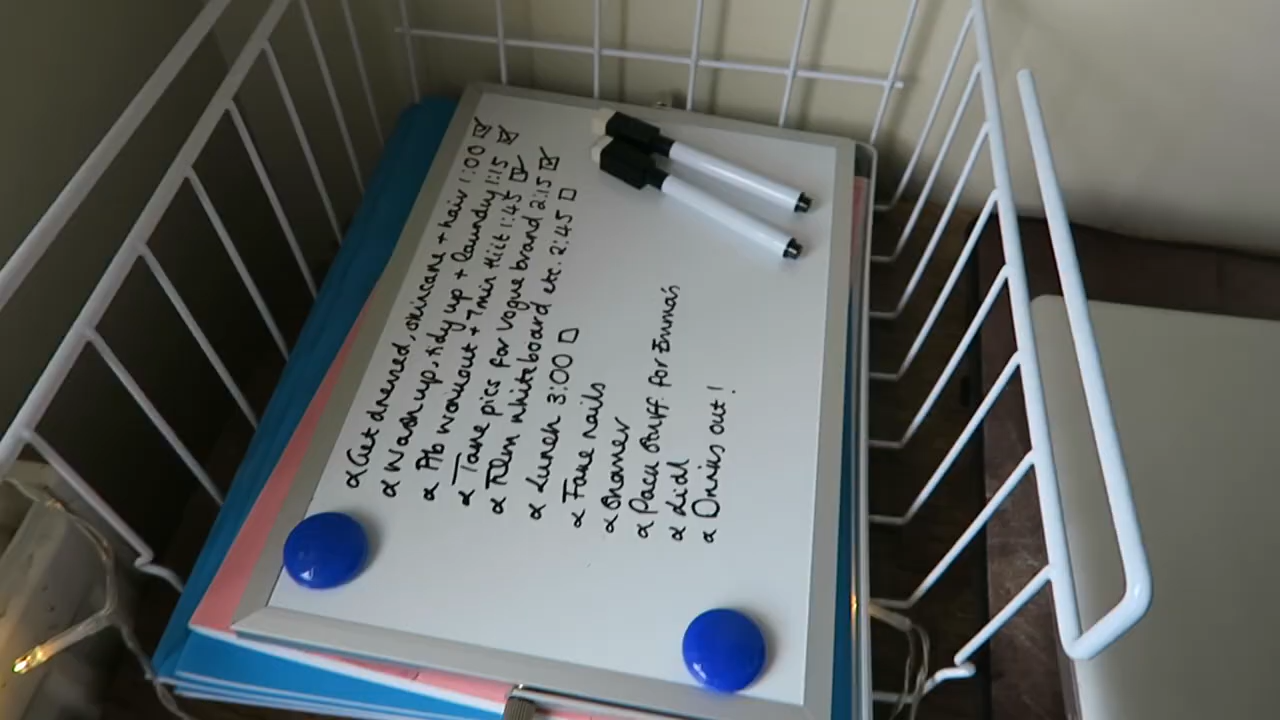 ∝ Get dressed, skincare + hair 1:00 ☑
∝ Wash up, tidy up + laundry 1:15 ☑
∝ Ab workout + 7 min Hiit 1:45 ☑
∝ Take pics for vogue brand 2:15 ☑
∝ Film whiteboard etc. 2:45 ☐
∝ Lunch 3:00 ☐
∝ Fake nails
∝ Shower
∝ Pack stuff for Emma's
∝ Lidl
∝ Drinks out!